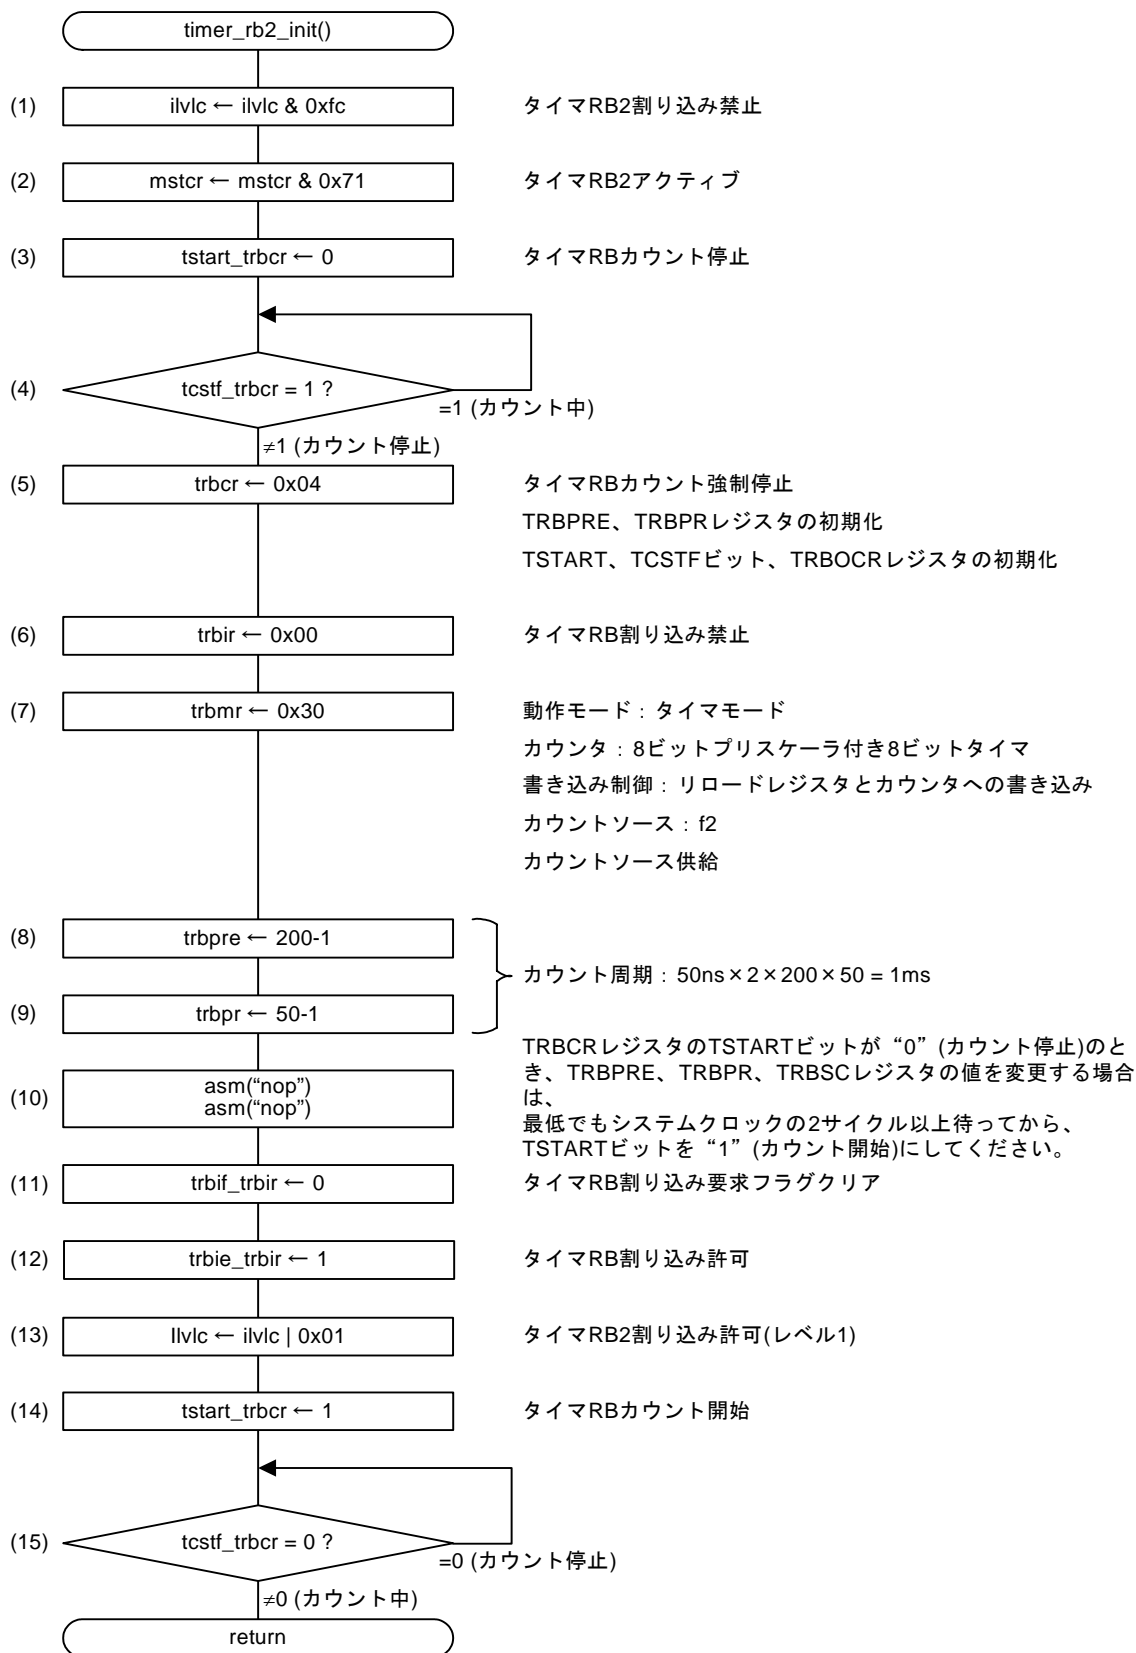 timer_rb2_init()
(1)
ilvlc ← ilvlc & 0xfc
タイマRB2割り込み禁止
(2)
mstcr ← mstcr & 0x71
タイマRB2アクティブ
(3)
tstart_trbcr ← 0
タイマRBカウント停止
(4)
tcstf_trbcr = 1 ?
=1 (カウント中)
≠1 (カウント停止)
(5)
trbcr ← 0x04
タイマRBカウント強制停止
TRBPRE、TRBPRレジスタの初期化
TSTART、TCSTFビット、TRBOCRレジスタの初期化
(6)
trbir ← 0x00
タイマRB割り込み禁止
(7)
trbmr ← 0x30
動作モード：タイマモード
カウンタ：8ビットプリスケーラ付き8ビットタイマ
書き込み制御：リロードレジスタとカウンタへの書き込み
カウントソース：f2
カウントソース供給
(8)
trbpre ← 200-1
カウント周期：50ns×2×200×50 = 1ms
(9)
trbpr ← 50-1
TRBCRレジスタのTSTARTビットが“0”(カウント停止)のと
き、TRBPRE、TRBPR、TRBSCレジスタの値を変更する場合
は、
最低でもシステムクロックの2サイクル以上待ってから、
TSTARTビットを“1”(カウント開始)にしてください。
(10)
asm(“nop”)
asm(“nop”)
(11)
trbif_trbir ← 0
タイマRB割り込み要求フラグクリア
(12)
trbie_trbir ← 1
タイマRB割り込み許可
(13)
Ilvlc ← ilvlc | 0x01
タイマRB2割り込み許可(レベル1)
(14)
tstart_trbcr ← 1
タイマRBカウント開始
(15)
tcstf_trbcr = 0 ?
=0 (カウント停止)
≠0 (カウント中)
return